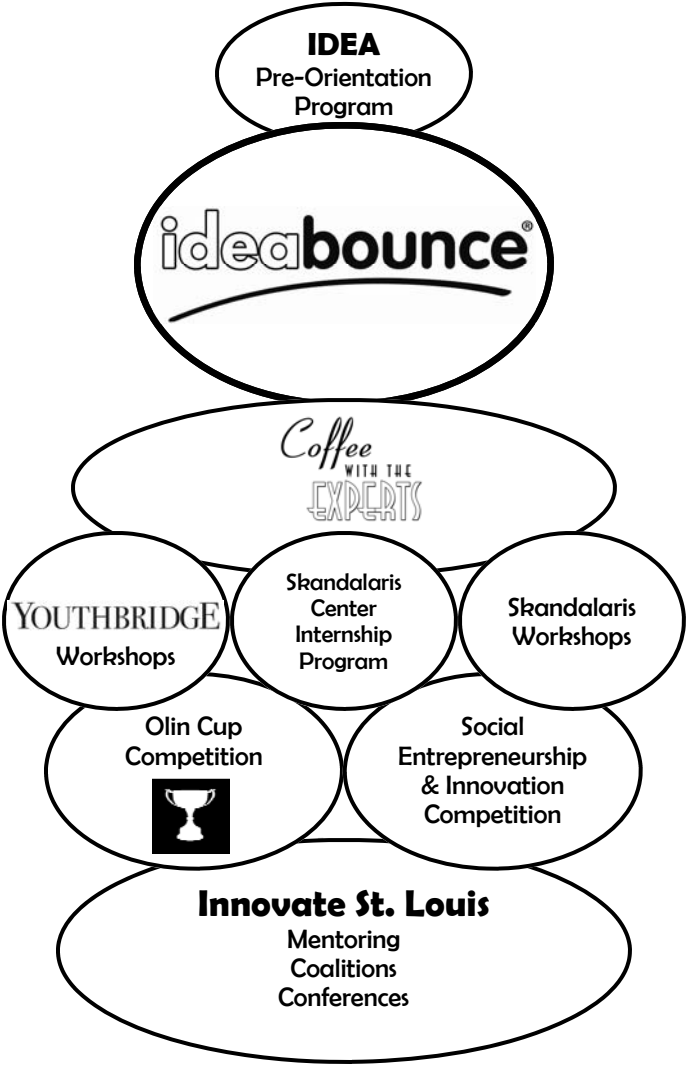 IDEA
Pre-Orientation
Program
ideabounce®
Coffee
WITH THE
EXPERTS
YOUTHBRIDGE
Workshops
Skandalaris
Center
Internship
Program
Skandalaris
Workshops
Olin Cup
Competition
Social
Entrepreneurship
& Innovation
Competition
Innovate St. Louis
Mentoring
Coalitions
Conferences